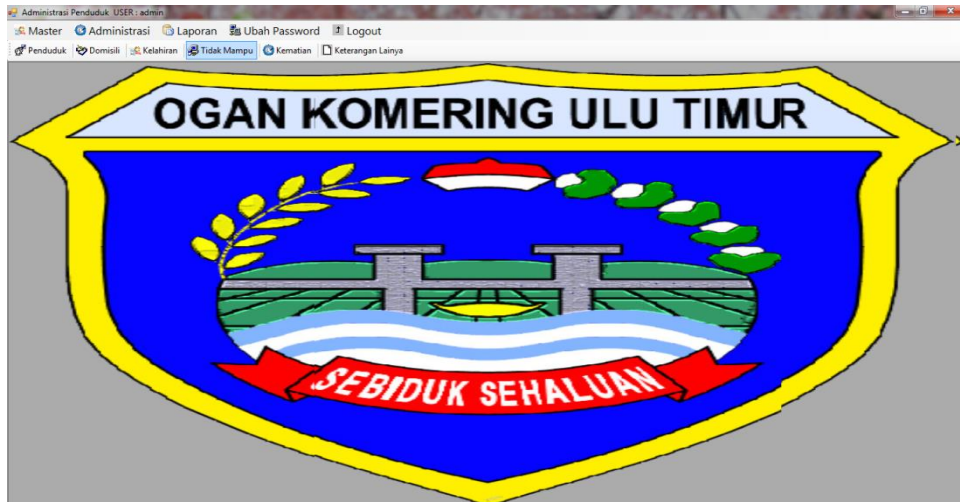 Administrasi Penduduk USER : admin
Master Administrasi Laporan Ubah Password Logout
Penduduk Domisili Kelahiran Tidak Mampu Kematian Keterangan Lainya
OGAN KOMERING ULU TIMUR
SEBIDUK SEHALUAN